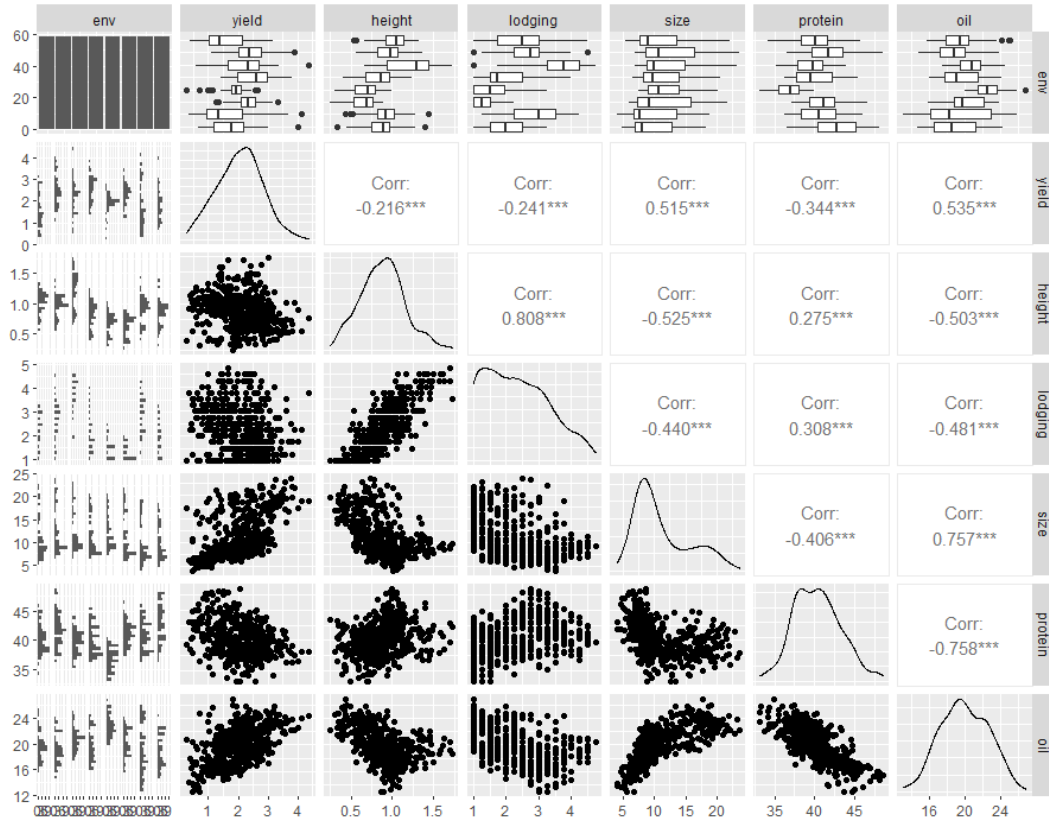 env yield height lodging size protein oil
60
40
20
0
env
4
3
2
1
0
Corr:
-0.216***
Corr:
-0.241***
Corr:
0.515***
Corr:
-0.344***
Corr:
0.535***
yield
1.5
1.0
0.5
Corr:
0.808***
Corr:
-0.525***
Corr:
0.275***
Corr:
-0.503***
height
5
4
3
2
1
Corr:
-0.440***
Corr:
0.308***
Corr:
-0.481***
lodging
25
20
15
10
5
Corr:
-0.406***
Corr:
0.757***
size
45
40
35
Corr:
-0.758***
protein
24
20
16
12
oil
1 2 3 4 0.5 1.0 1.5 1 2 3 4 5 10 15 20 35 40 45 16 20 24